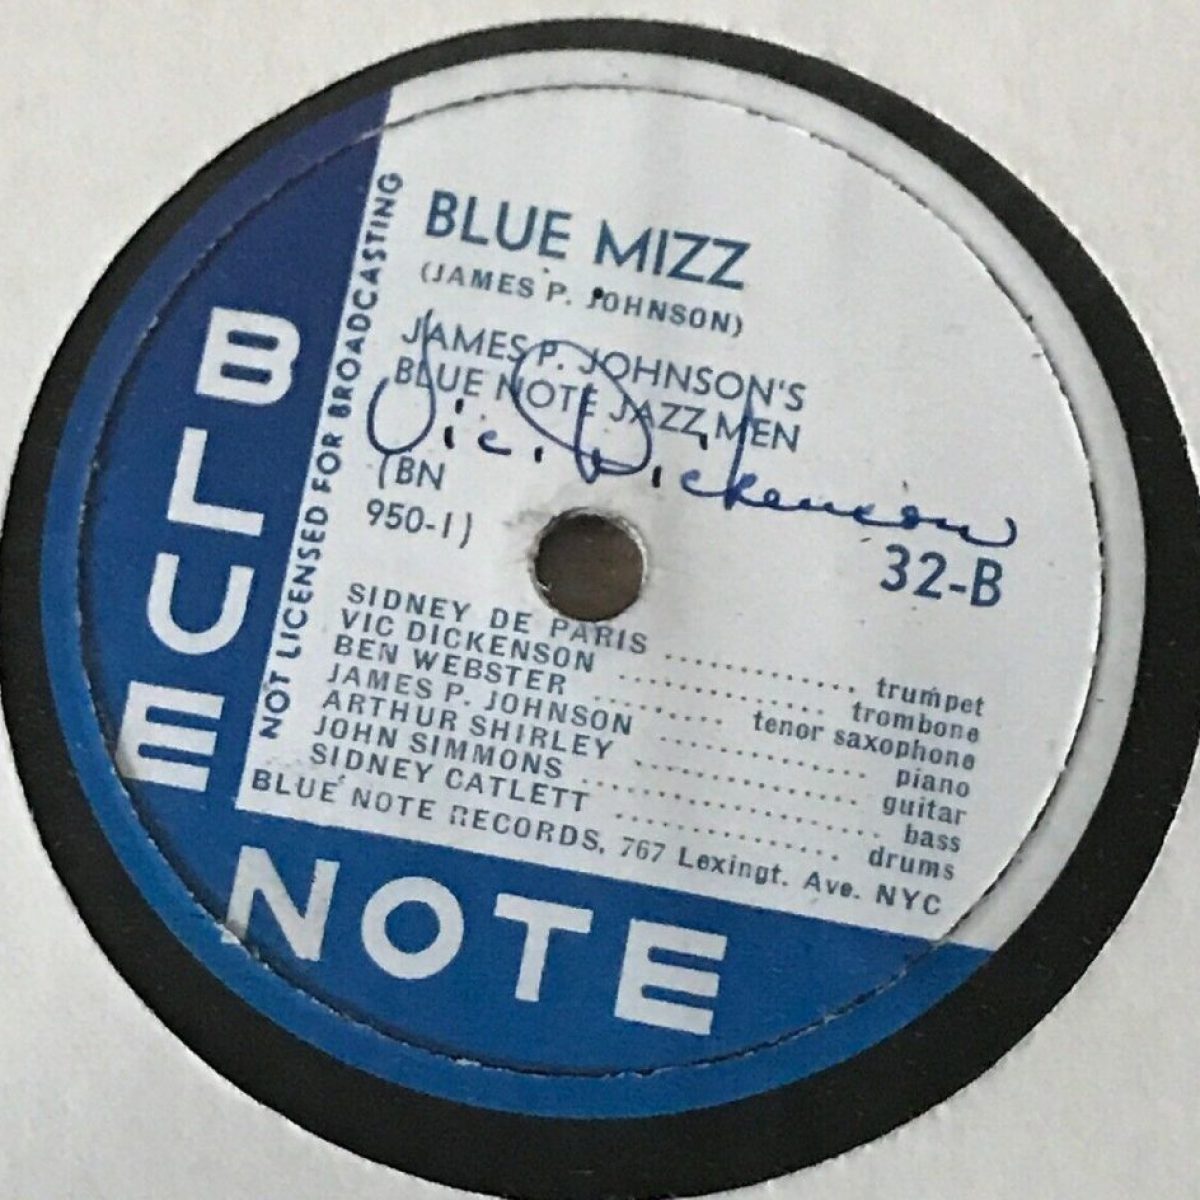 BLUE MIZZ
(JAMES P. JOHNSON)
JAMES P. JOHNSON'S
BLUE NOTE JAZZ MEN
Vic. Dickenson
(BN
950-1)
32-B
SIDNEY DE PARIS .............. trumpet
VIC DICKENSON .............. trombone
BEN WEBSTER .......... tenor saxophone
JAMES P. JOHNSON .............. piano
ARTHUR SHIRLEY .............. guitar
JOHN SIMMONS .................... bass
SIDNEY CATLETT .............. drums
BLUE NOTE RECORDS, 767 Lexingt. Ave. NYC
NOT LICENSED FOR BROADCASTING
BLUE
NOTE